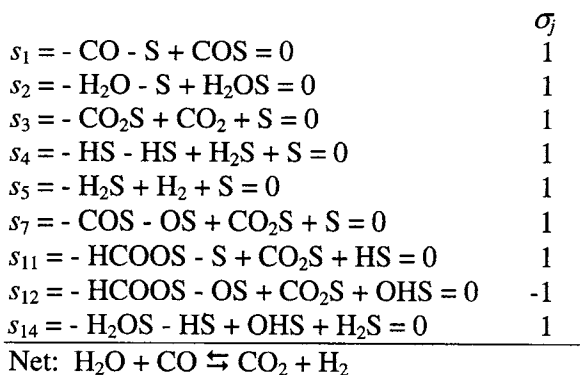 σj
s1 = - CO - S + COS = 0 1
s2 = - H2O - S + H2OS = 0 1
s3 = - CO2S + CO2 + S = 0 1
s4 = - HS - HS + H2S + S = 0 1
s5 = - H2S + H2 + S = 0 1
s7 = - COS - OS + CO2S + S = 0 1
s11 = - HCOOS - S + CO2S + HS = 0 1
s12 = - HCOOS - OS + CO2S + OHS = 0 -1
s14 = - H2OS - HS + OHS + H2S = 0 1
Net: H2O + CO ⇆ CO2 + H2